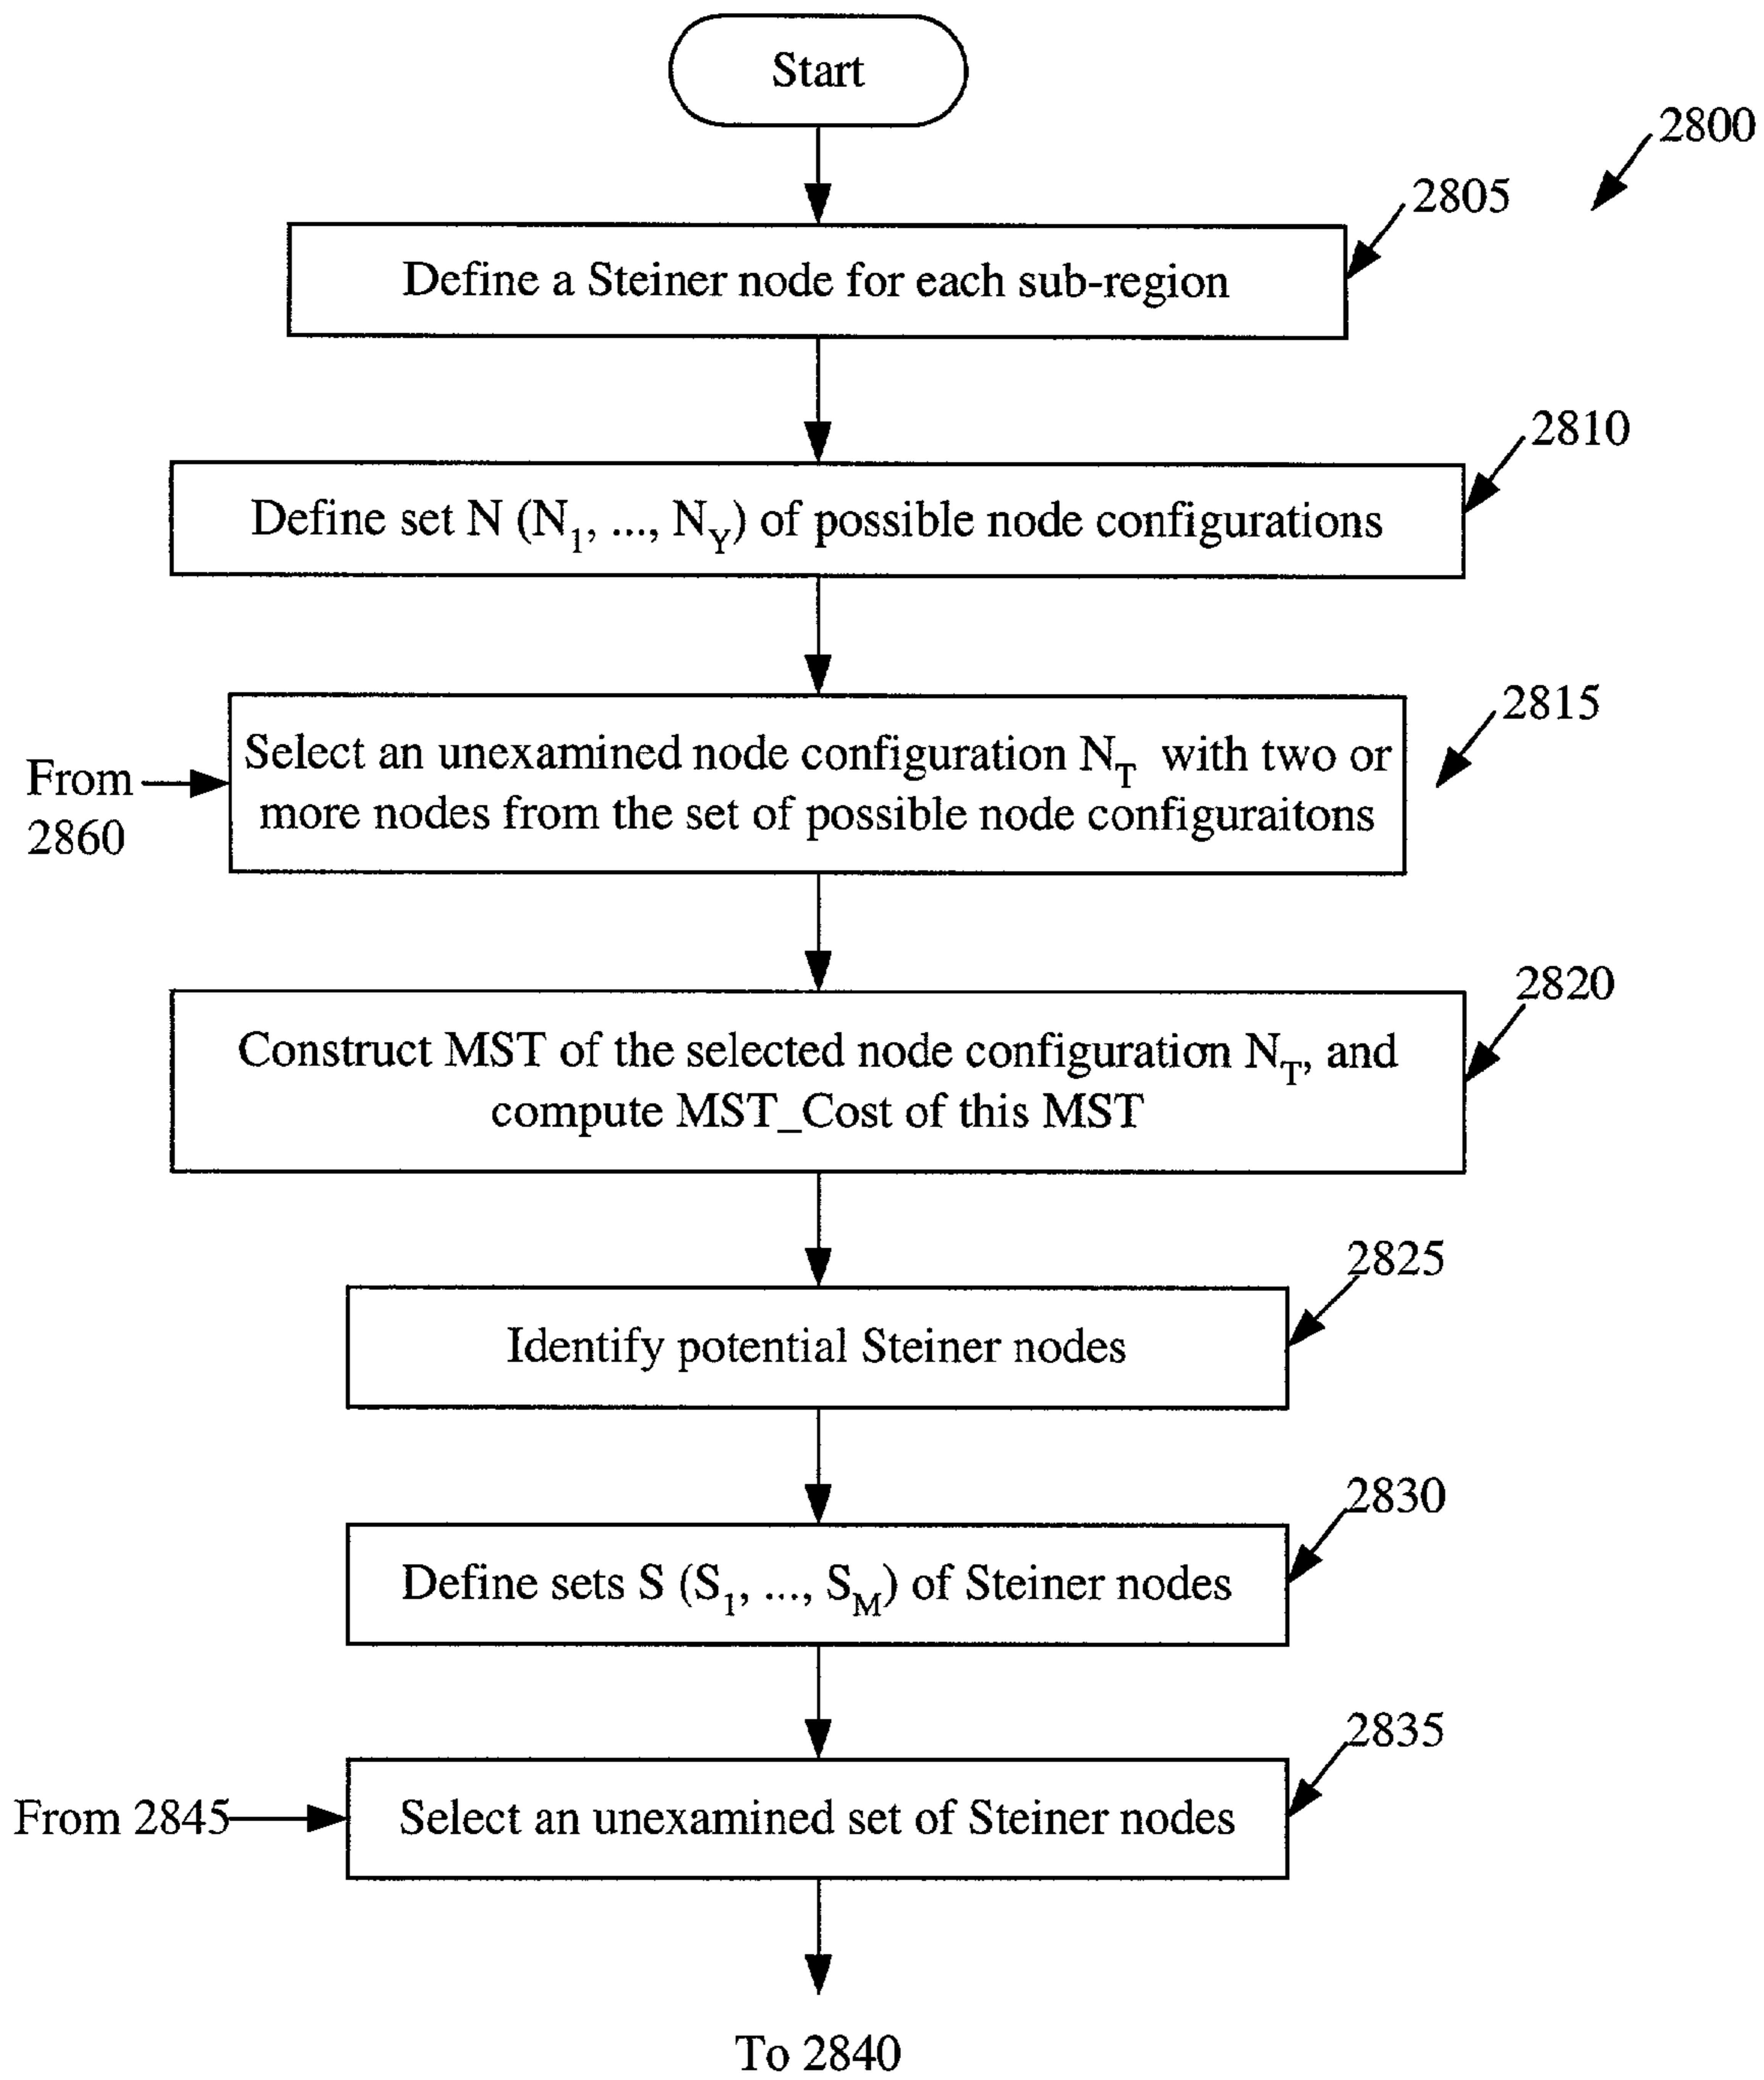 Start
2800
2805
Define a Steiner node for each sub-region
2810
Define set N (N1, ..., NY) of possible node configurations
2815
Select an unexamined node configuration NT with two or
more nodes from the set of possible node configuraitons
From
2860
2820
Construct MST of the selected node configuration NT, and
compute MST_Cost of this MST
2825
Identify potential Steiner nodes
2830
Define sets S (S1, ..., SM) of Steiner nodes
2835
From 2845
Select an unexamined set of Steiner nodes
To 2840